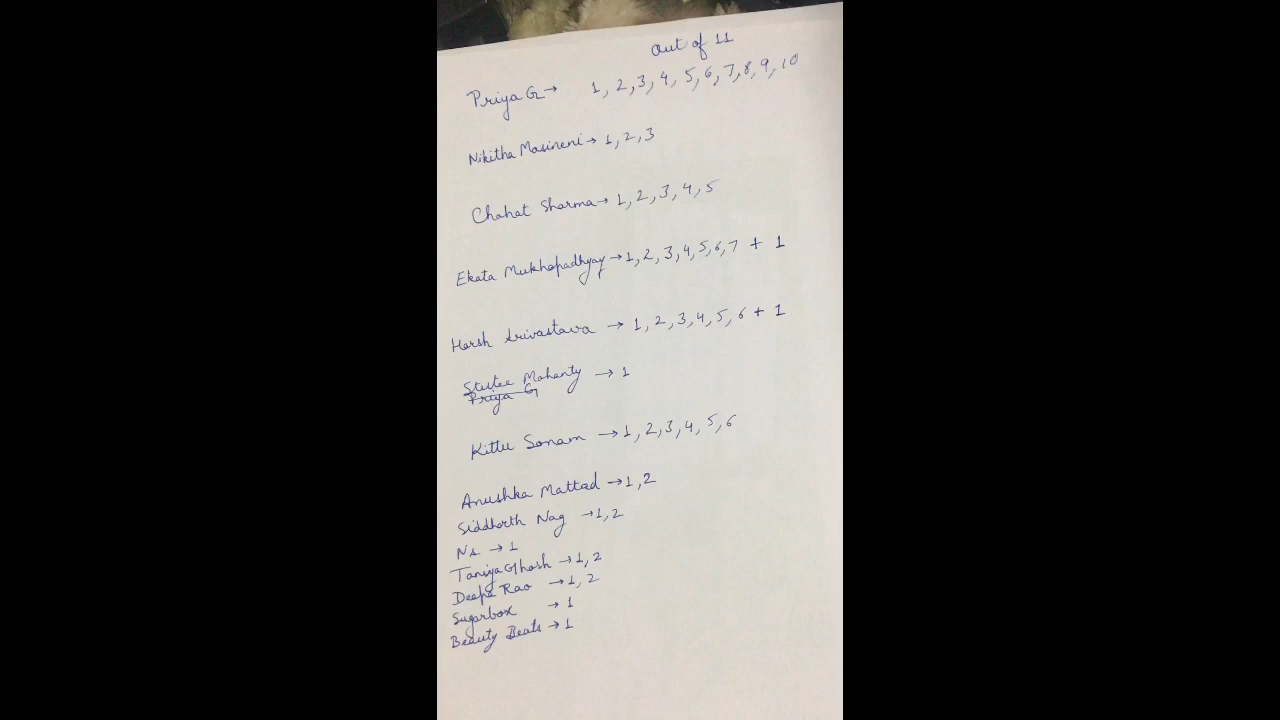 Out of 11
Priya G → 1, 2, 3, 4, 5, 6, 7, 8, 9, 10
Nikitha Masineni → 1, 2, 3
Chahat Sharma → 1, 2, 3, 4, 5
Ekata Mukhopadhyay → 1, 2, 3, 4, 5, 6, 7 + 1
Harsh Srivastava → 1, 2, 3, 4, 5, 6 + 1
Stutee Mohanty → 1
Priya G
Kittu Sonam → 1, 2, 3, 4, 5, 6
Anushka Mattad → 1, 2
Siddharth Nag → 1, 2
Ns → 1
Taniya Ghosh → 1, 2
Deepa Rao → 1, 2
Sugarbox → 1
Beauty Beats → 1